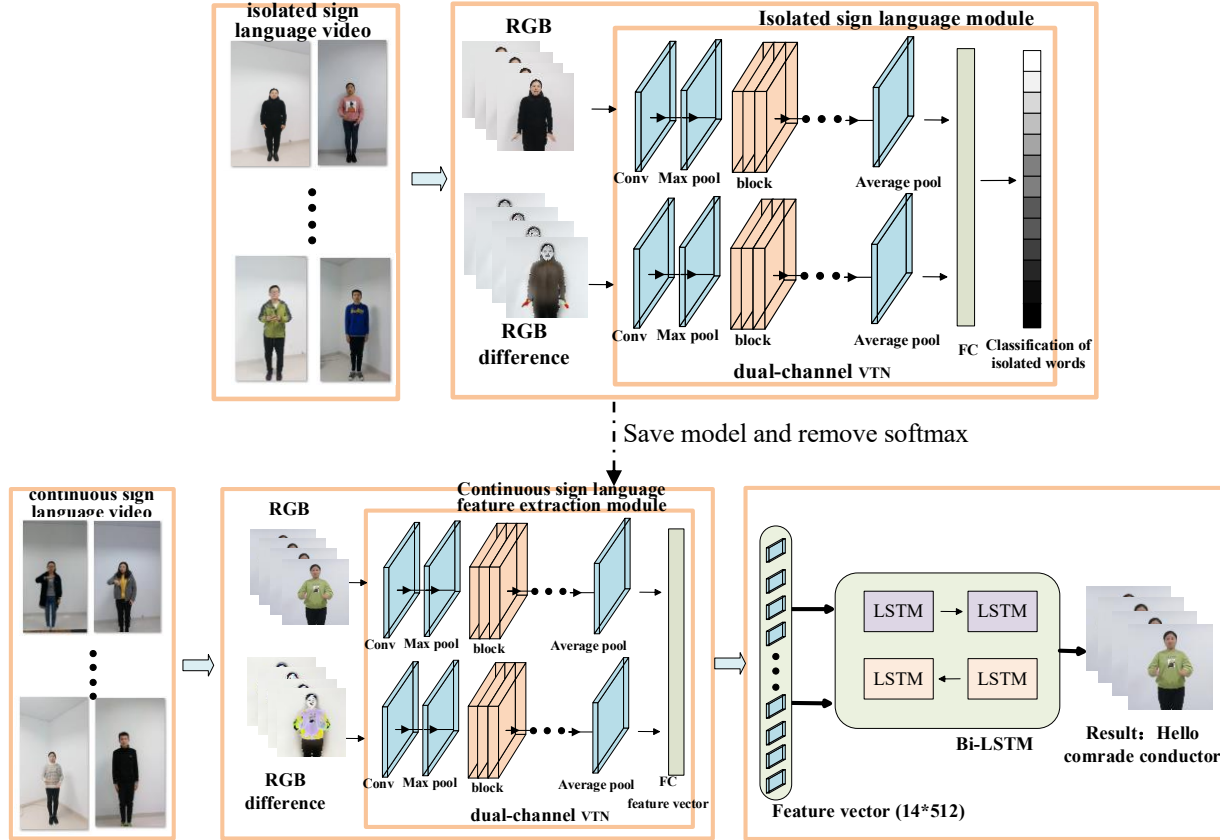 isolated sign
language video
RGB
Isolated sign language module
Conv
Max pool
block
Average pool
RGB
difference
Conv
Max pool
block
Average pool
FC
Classification of
isolated words
dual-channel VTN
Save model and remove softmax
continuous sign
language video
RGB
Continuous sign language
feature extraction module
Conv
Max pool
block
Average pool
RGB
difference
Conv
Max pool
block
Average pool
FC
feature vector
dual-channel VTN
LSTM
LSTM
LSTM
LSTM
Bi-LSTM
Feature vector (14*512)
Result: Hello
comrade conductor